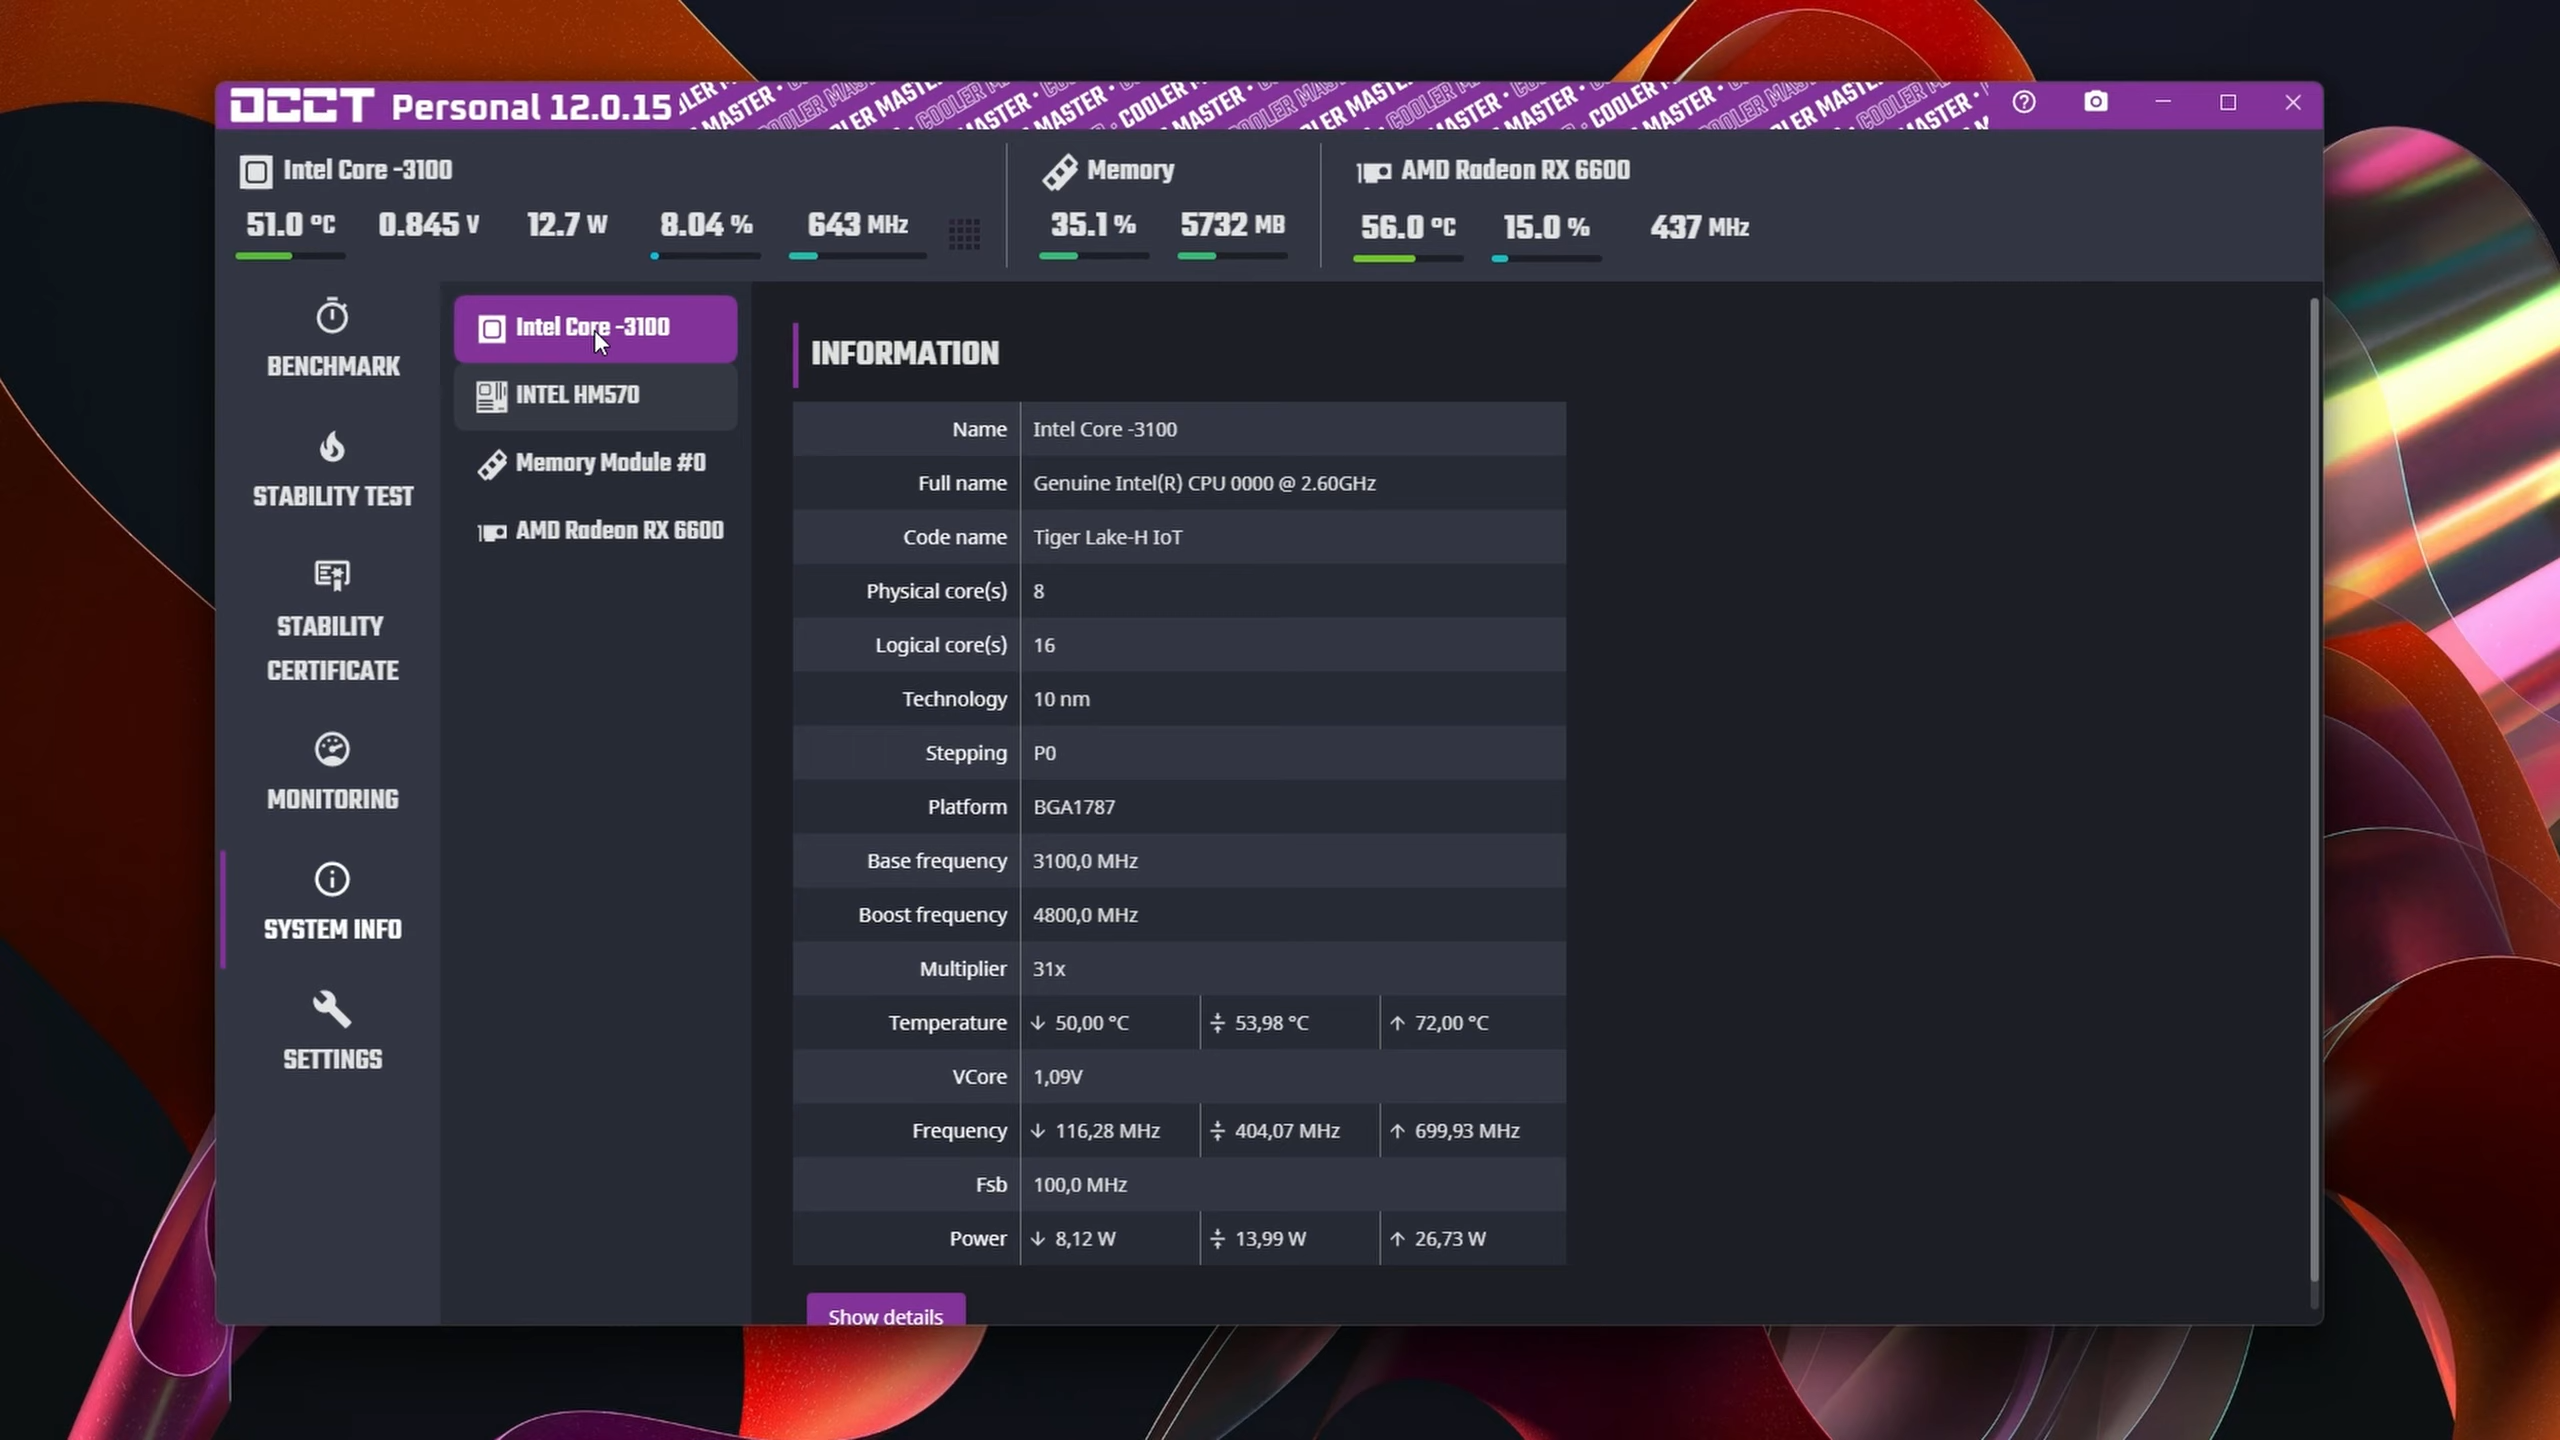 OCCT Personal 12.0.15
COOLER MASTER
Intel Core -3100
51.0 °C 0.845 V 12.7 W 8.04 % 643 MHz
Memory
35.1 % 5732 MB
AMD Radeon RX 6600
56.0 °C 15.0 % 437 MHz
BENCHMARK
STABILITY TEST
STABILITY
CERTIFICATE
MONITORING
SYSTEM INFO
SETTINGS
Intel Core -3100
INTEL HM570
Memory Module #0
AMD Radeon RX 6600
INFORMATION
Name Intel Core -3100
Full name Genuine Intel(R) CPU 0000 @ 2.60GHz
Code name Tiger Lake-H IoT
Physical core(s) 8
Logical core(s) 16
Technology 10 nm
Stepping P0
Platform BGA1787
Base frequency 3100,0 MHz
Boost frequency 4800,0 MHz
Multiplier 31x
Temperature ↓ 50,00 °C ÷ 53,98 °C ↑ 72,00 °C
VCore 1,09V
Frequency ↓ 116,28 MHz ÷ 404,07 MHz ↑ 699,93 MHz
Fsb 100,0 MHz
Power ↓ 8,12 W ÷ 13,99 W ↑ 26,73 W
Show details